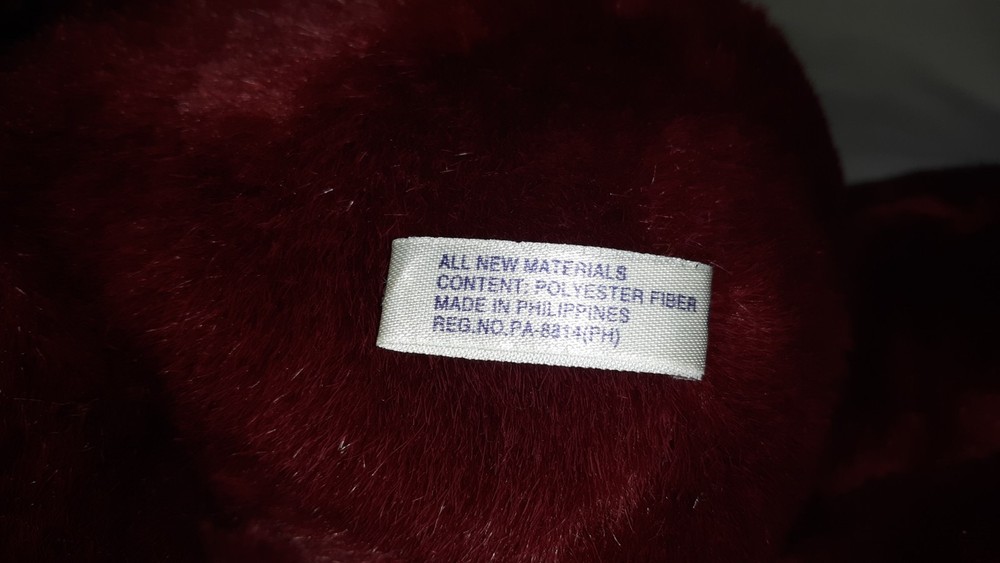 ALL NEW MATERIALS
CONTENT: POLYESTER FIBER
MADE IN PHILIPPINES
REG.NO.PA-8814(PH)